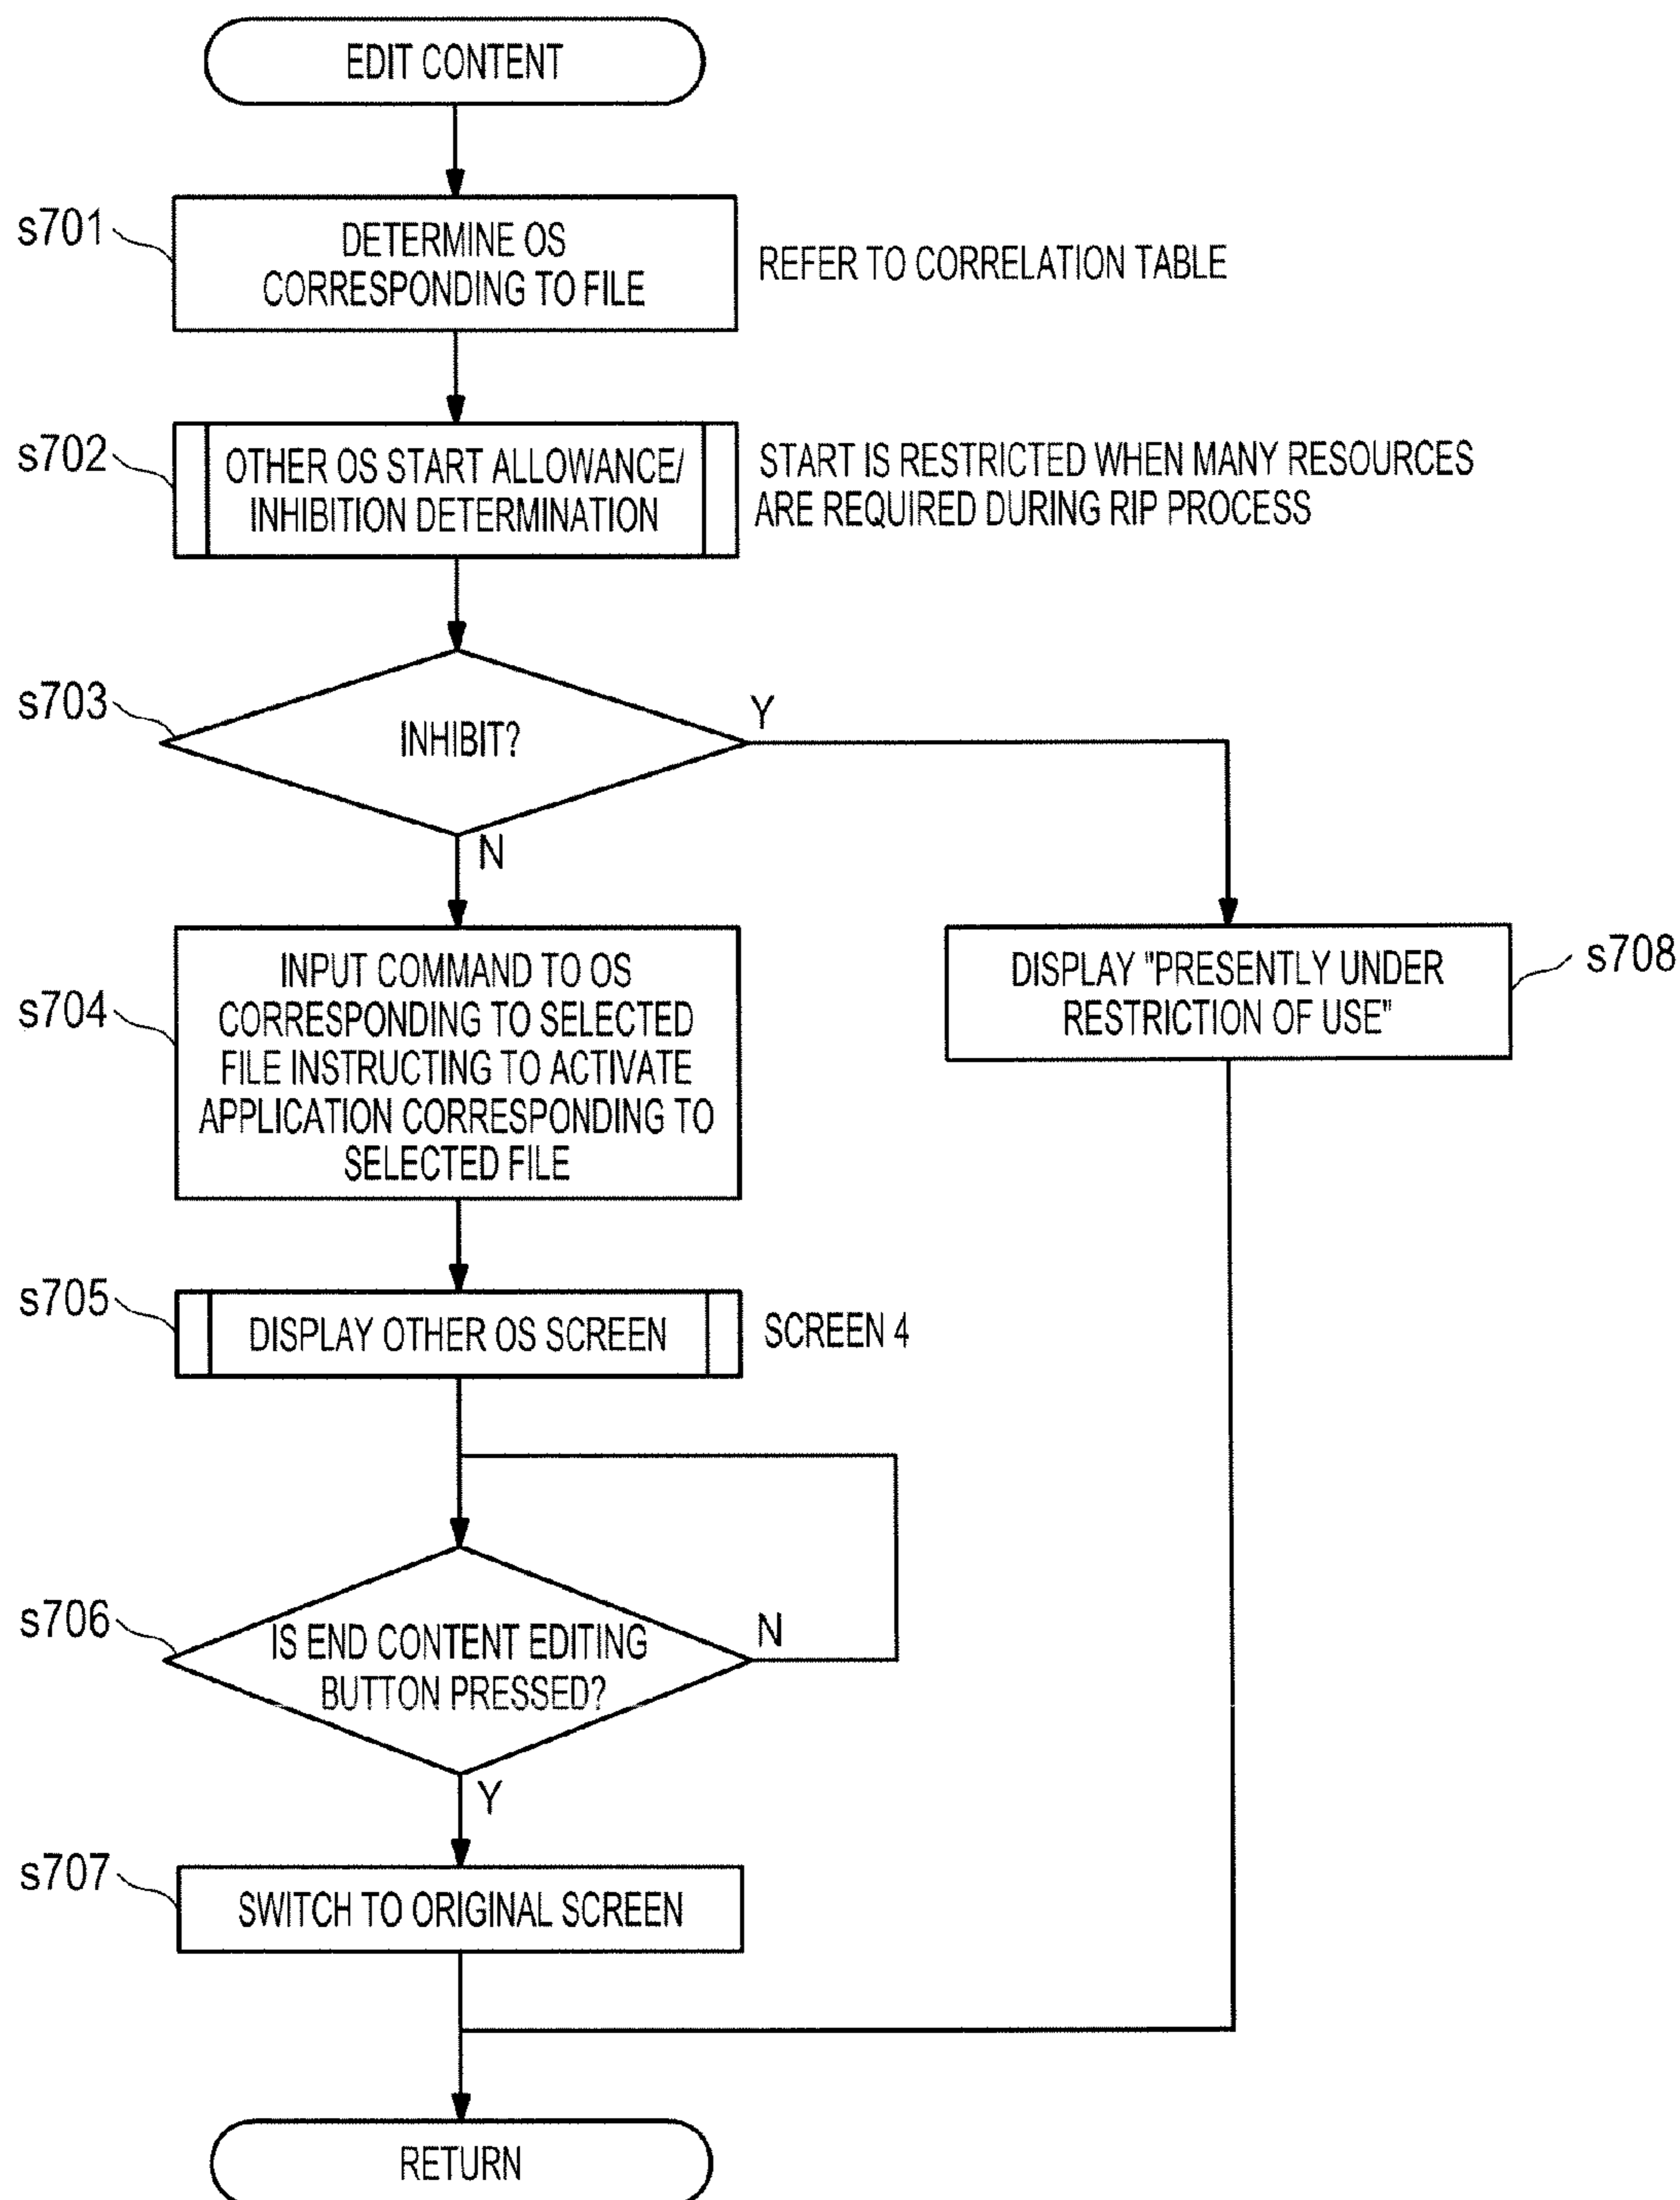 EDIT CONTENT
s701
DETERMINE OS
CORRESPONDING TO FILE
REFER TO CORRELATION TABLE
s702
OTHER OS START ALLOWANCE/
INHIBITION DETERMINATION
START IS RESTRICTED WHEN MANY RESOURCES
ARE REQUIRED DURING RIP PROCESS
s703
INHIBIT?
Y
N
s704
INPUT COMMAND TO OS
CORRESPONDING TO SELECTED
FILE INSTRUCTING TO ACTIVATE
APPLICATION CORRESPONDING TO
SELECTED FILE
DISPLAY "PRESENTLY UNDER
RESTRICTION OF USE"
s708
s705
DISPLAY OTHER OS SCREEN
SCREEN 4
s706
IS END CONTENT EDITING
BUTTON PRESSED?
N
Y
s707
SWITCH TO ORIGINAL SCREEN
RETURN